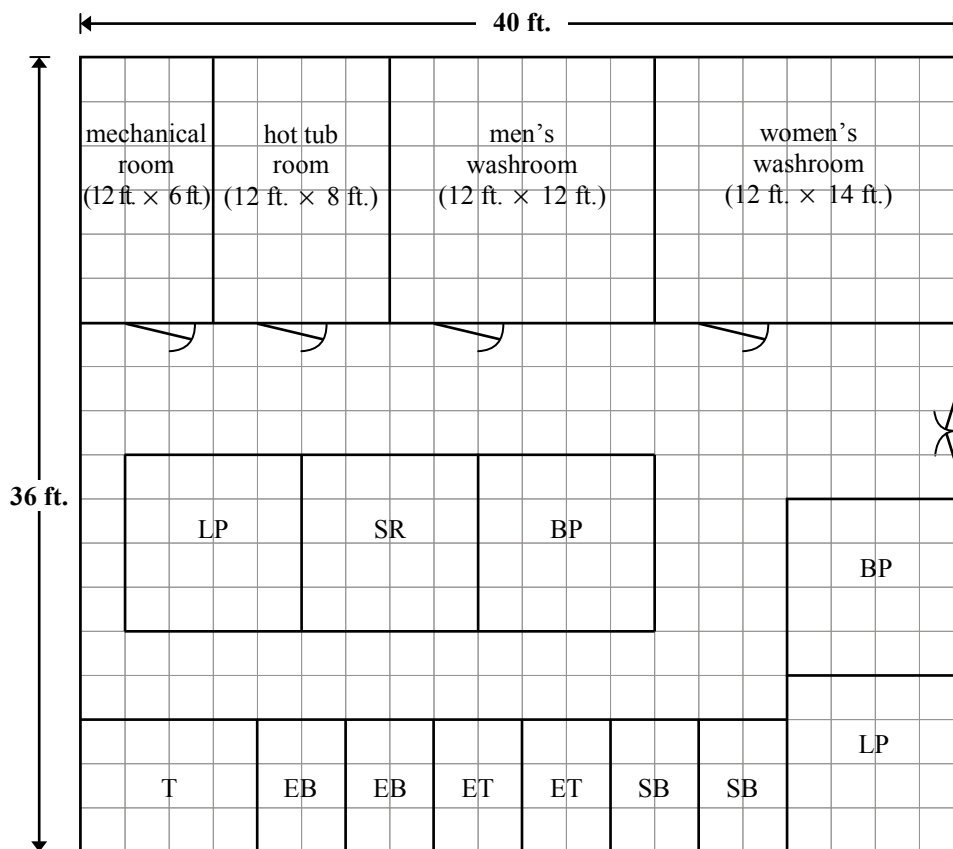 40 ft.
mechanical
room
(12 ft. × 6 ft.)
hot tub
room
(12 ft. × 8 ft.)
men’s
washroom
(12 ft. × 12 ft.)
women’s
washroom
(12 ft. × 14 ft.)
36 ft.
LP
SR
BP
BP
LP
T
EB
EB
ET
ET
SB
SB